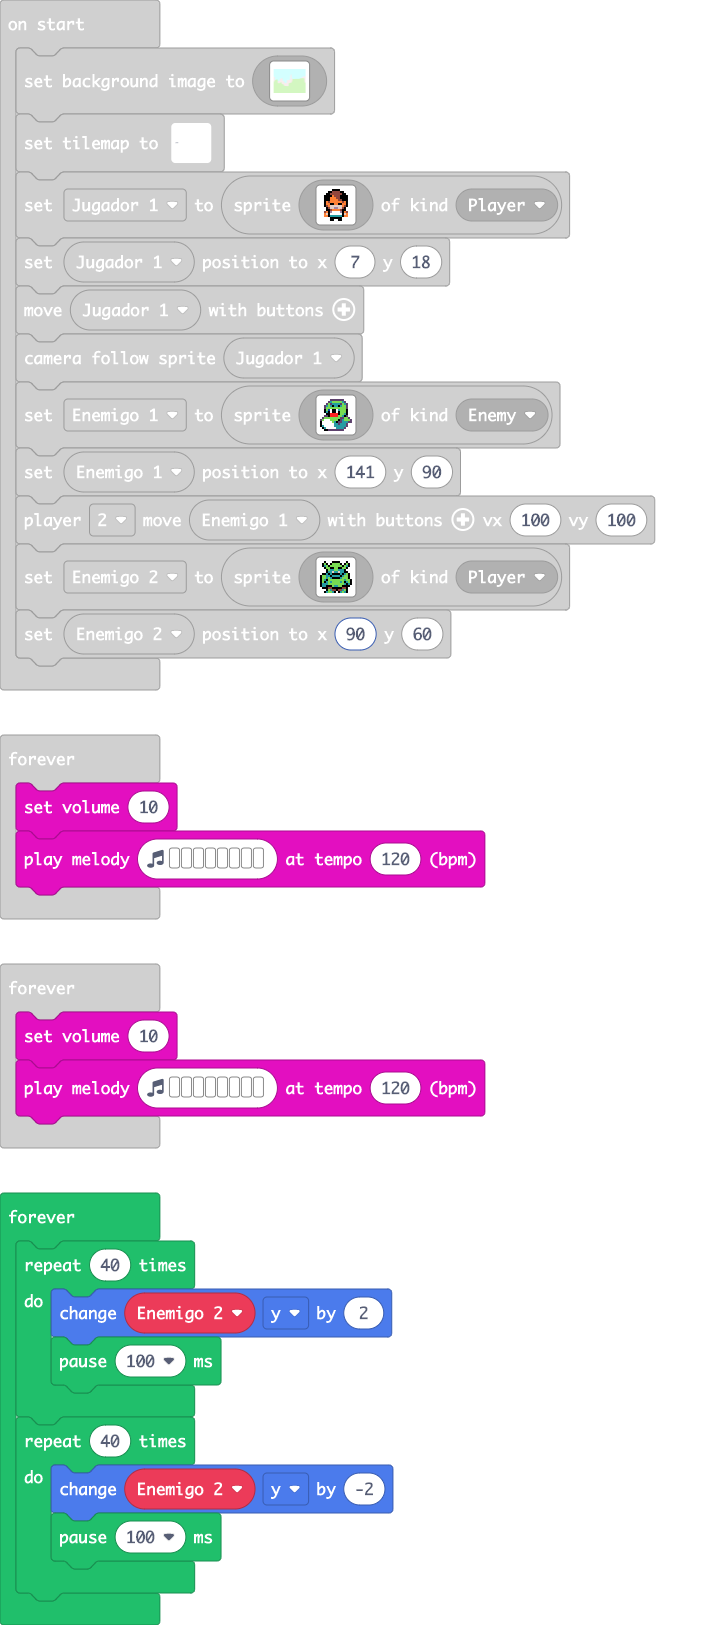 on start
set background image to
set tilemap to
set Jugador 1 to sprite of kind Player
set Jugador 1 position to x 7 y 18
move Jugador 1 with buttons
camera follow sprite Jugador 1
set Enemigo 1 to sprite of kind Enemy
set Enemigo 1 position to x 141 y 90
player 2 move Enemigo 1 with buttons vx 100 vy 100
set Enemigo 2 to sprite of kind Player
set Enemigo 2 position to x 90 y 60
forever
set volume 10
play melody at tempo 120 (bpm)
forever
set volume 10
play melody at tempo 120 (bpm)
forever
repeat 40 times
do change Enemigo 2 y by 2
pause 100 ms
repeat 40 times
do change Enemigo 2 y by -2
pause 100 ms